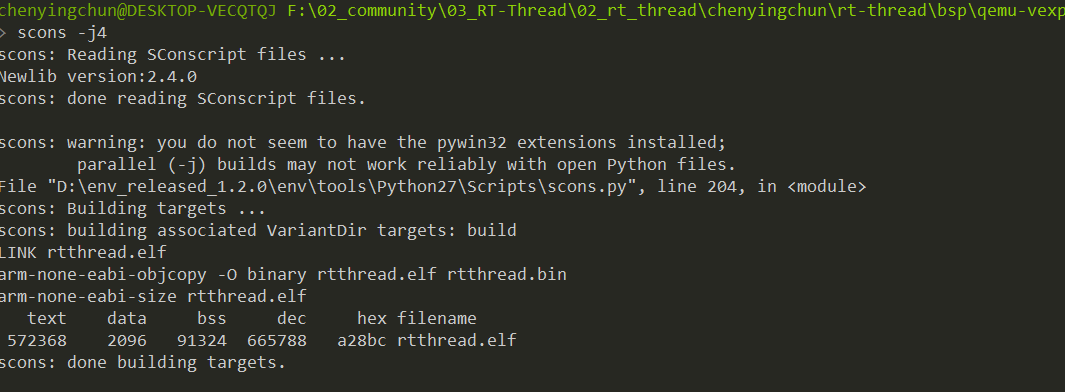 chenyingchun@DESKTOP-VECQTQJ F:\02_community\03_RT-Thread\02_rt_thread\chenyingchun\rt-thread\bsp\qemu-vexp
> scons -j4
scons: Reading SConscript files ...
Newlib version:2.4.0
scons: done reading SConscript files.
scons: warning: you do not seem to have the pywin32 extensions installed;
        parallel (-j) builds may not work reliably with open Python files.
File "D:\env_released_1.2.0\env\tools\Python27\Scripts\scons.py", line 204, in <module>
scons: Building targets ...
scons: building associated VariantDir targets: build
LINK rtthread.elf
arm-none-eabi-objcopy -O binary rtthread.elf rtthread.bin
arm-none-eabi-size rtthread.elf
   text    data     bss     dec     hex filename
 572368    2096   91324  665788   a28bc rtthread.elf
scons: done building targets.